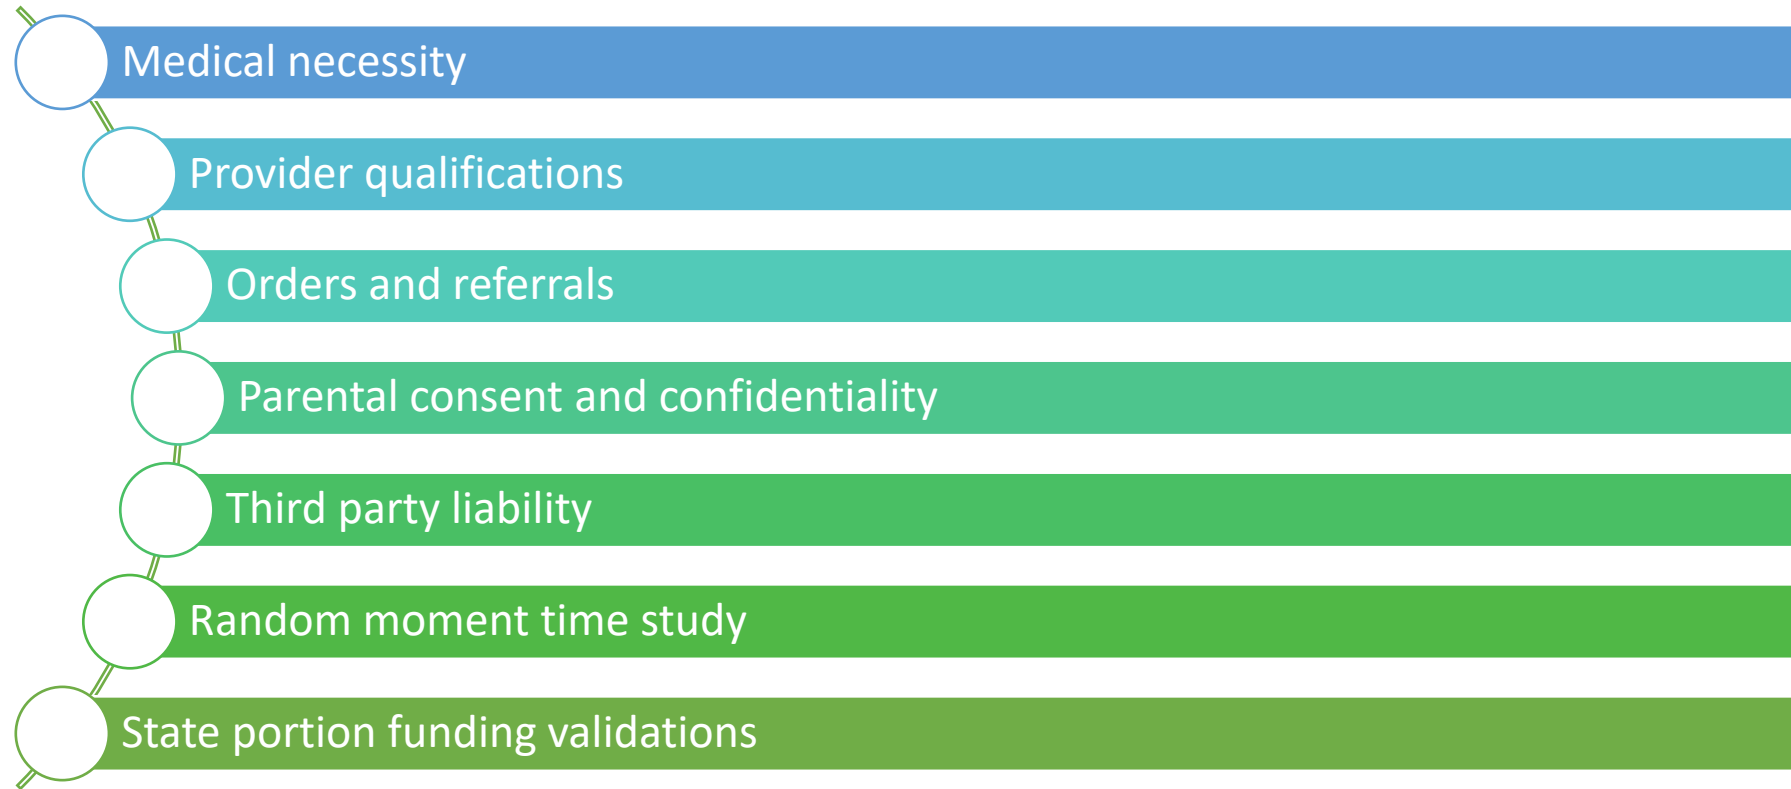 Medical necessity
Provider qualifications
Orders and referrals
Parental consent and confidentiality
Third party liability
Random moment time study
State portion funding validations